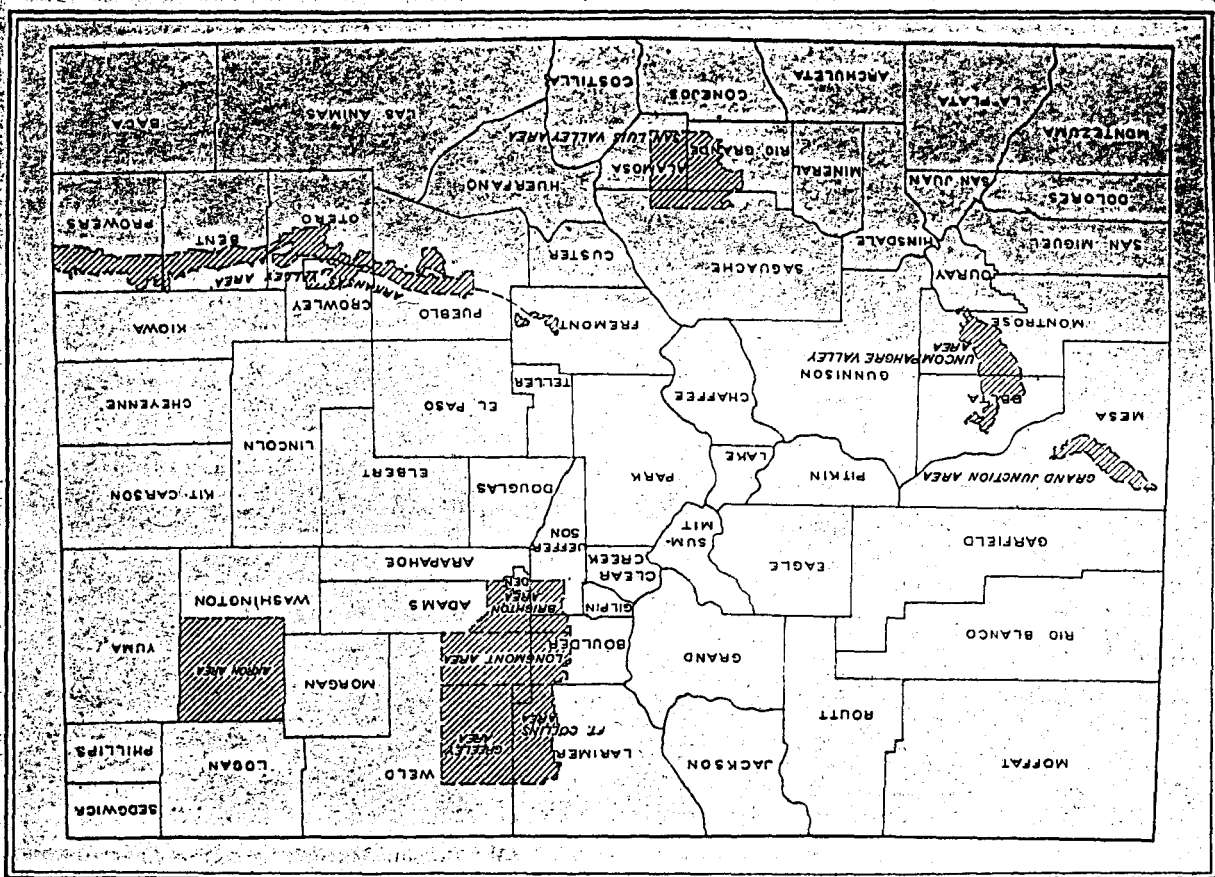 MOFFAT
ROUTT
JACKSON
LARIMER
FT. COLLINS
AREA
GREELEY
AREA
WELD
LOGAN
SEDGWICK
PHILLIPS
RIO BLANCO
GRAND
BOULDER
LONGMONT AREA
MORGAN
AKRON AREA
YUMA
GARFIELD
EAGLE
SUM-
MIT
GILPIN
CLEAR
CREEK
JEFFER
SON
BRIGHTON
AREA
DEN
ADAMS
ARAPAHOE
WASHINGTON
GRAND JUNCTION AREA
MESA
PITKIN
LAKE
PARK
DOUGLAS
ELBERT
LINCOLN
KIT CARSON
DELTA
GUNNISON
CHAFFEE
TELLER
EL PASO
CHEYENNE
MONTROSE
UNCOMPAHGRE VALLEY
AREA
FREMONT
PUEBLO
CROWLEY
KIOWA
OURAY
SAN MIGUEL
HINSDALE
SAGUACHE
CUSTER
ARKANSAS VALLEY AREA
OTERO
BENT
PROWERS
DOLORES
SAN JUAN
MINERAL
RIO GRANDE
ALAMOSA
SAN LUIS VALLEY AREA
HUERFANO
MONTEZUMA
LA PLATA
ARCHULETA
CONEJOS
COSTILLA
LAS ANIMAS
BACA